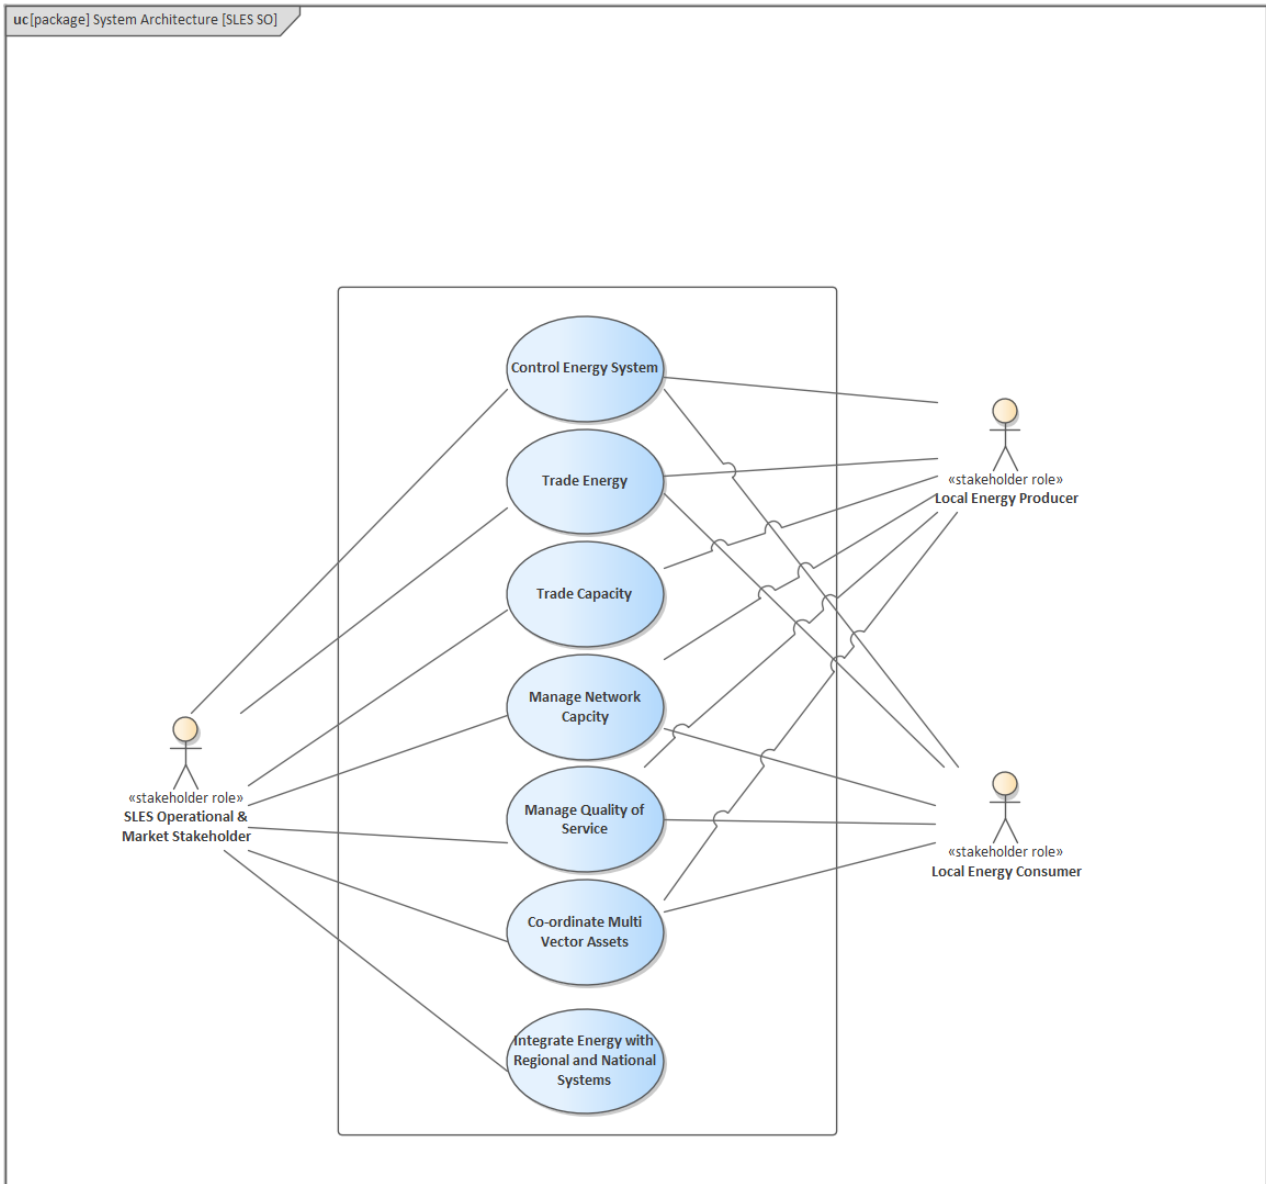 uc [package] System Architecture [SLES SO]
Control Energy System
Trade Energy
Trade Capacity
Manage Network
Capcity
Manage Quality of
Service
Co-ordinate Multi
Vector Assets
Integrate Energy with
Regional and National
Systems
«stakeholder role»
SLES Operational &
Market Stakeholder
«stakeholder role»
Local Energy Producer
«stakeholder role»
Local Energy Consumer